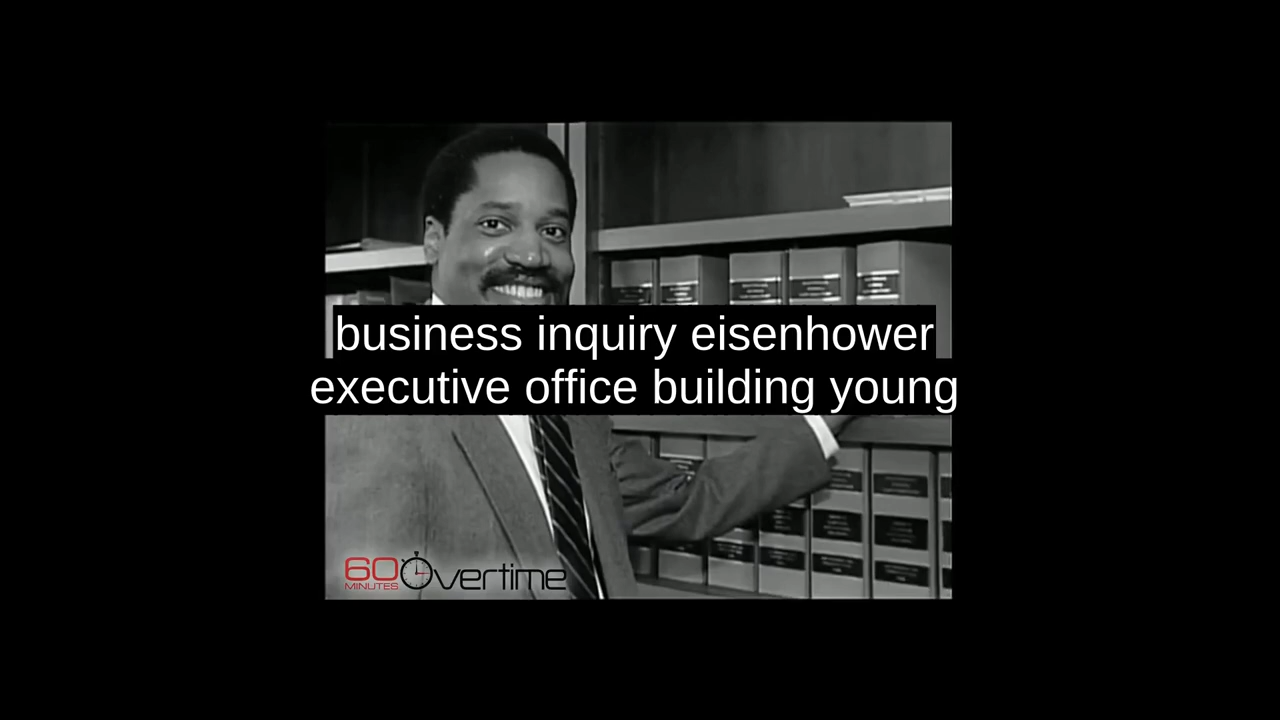 business inquiry eisenhower
executive office building young
60 Overtime
MINUTES